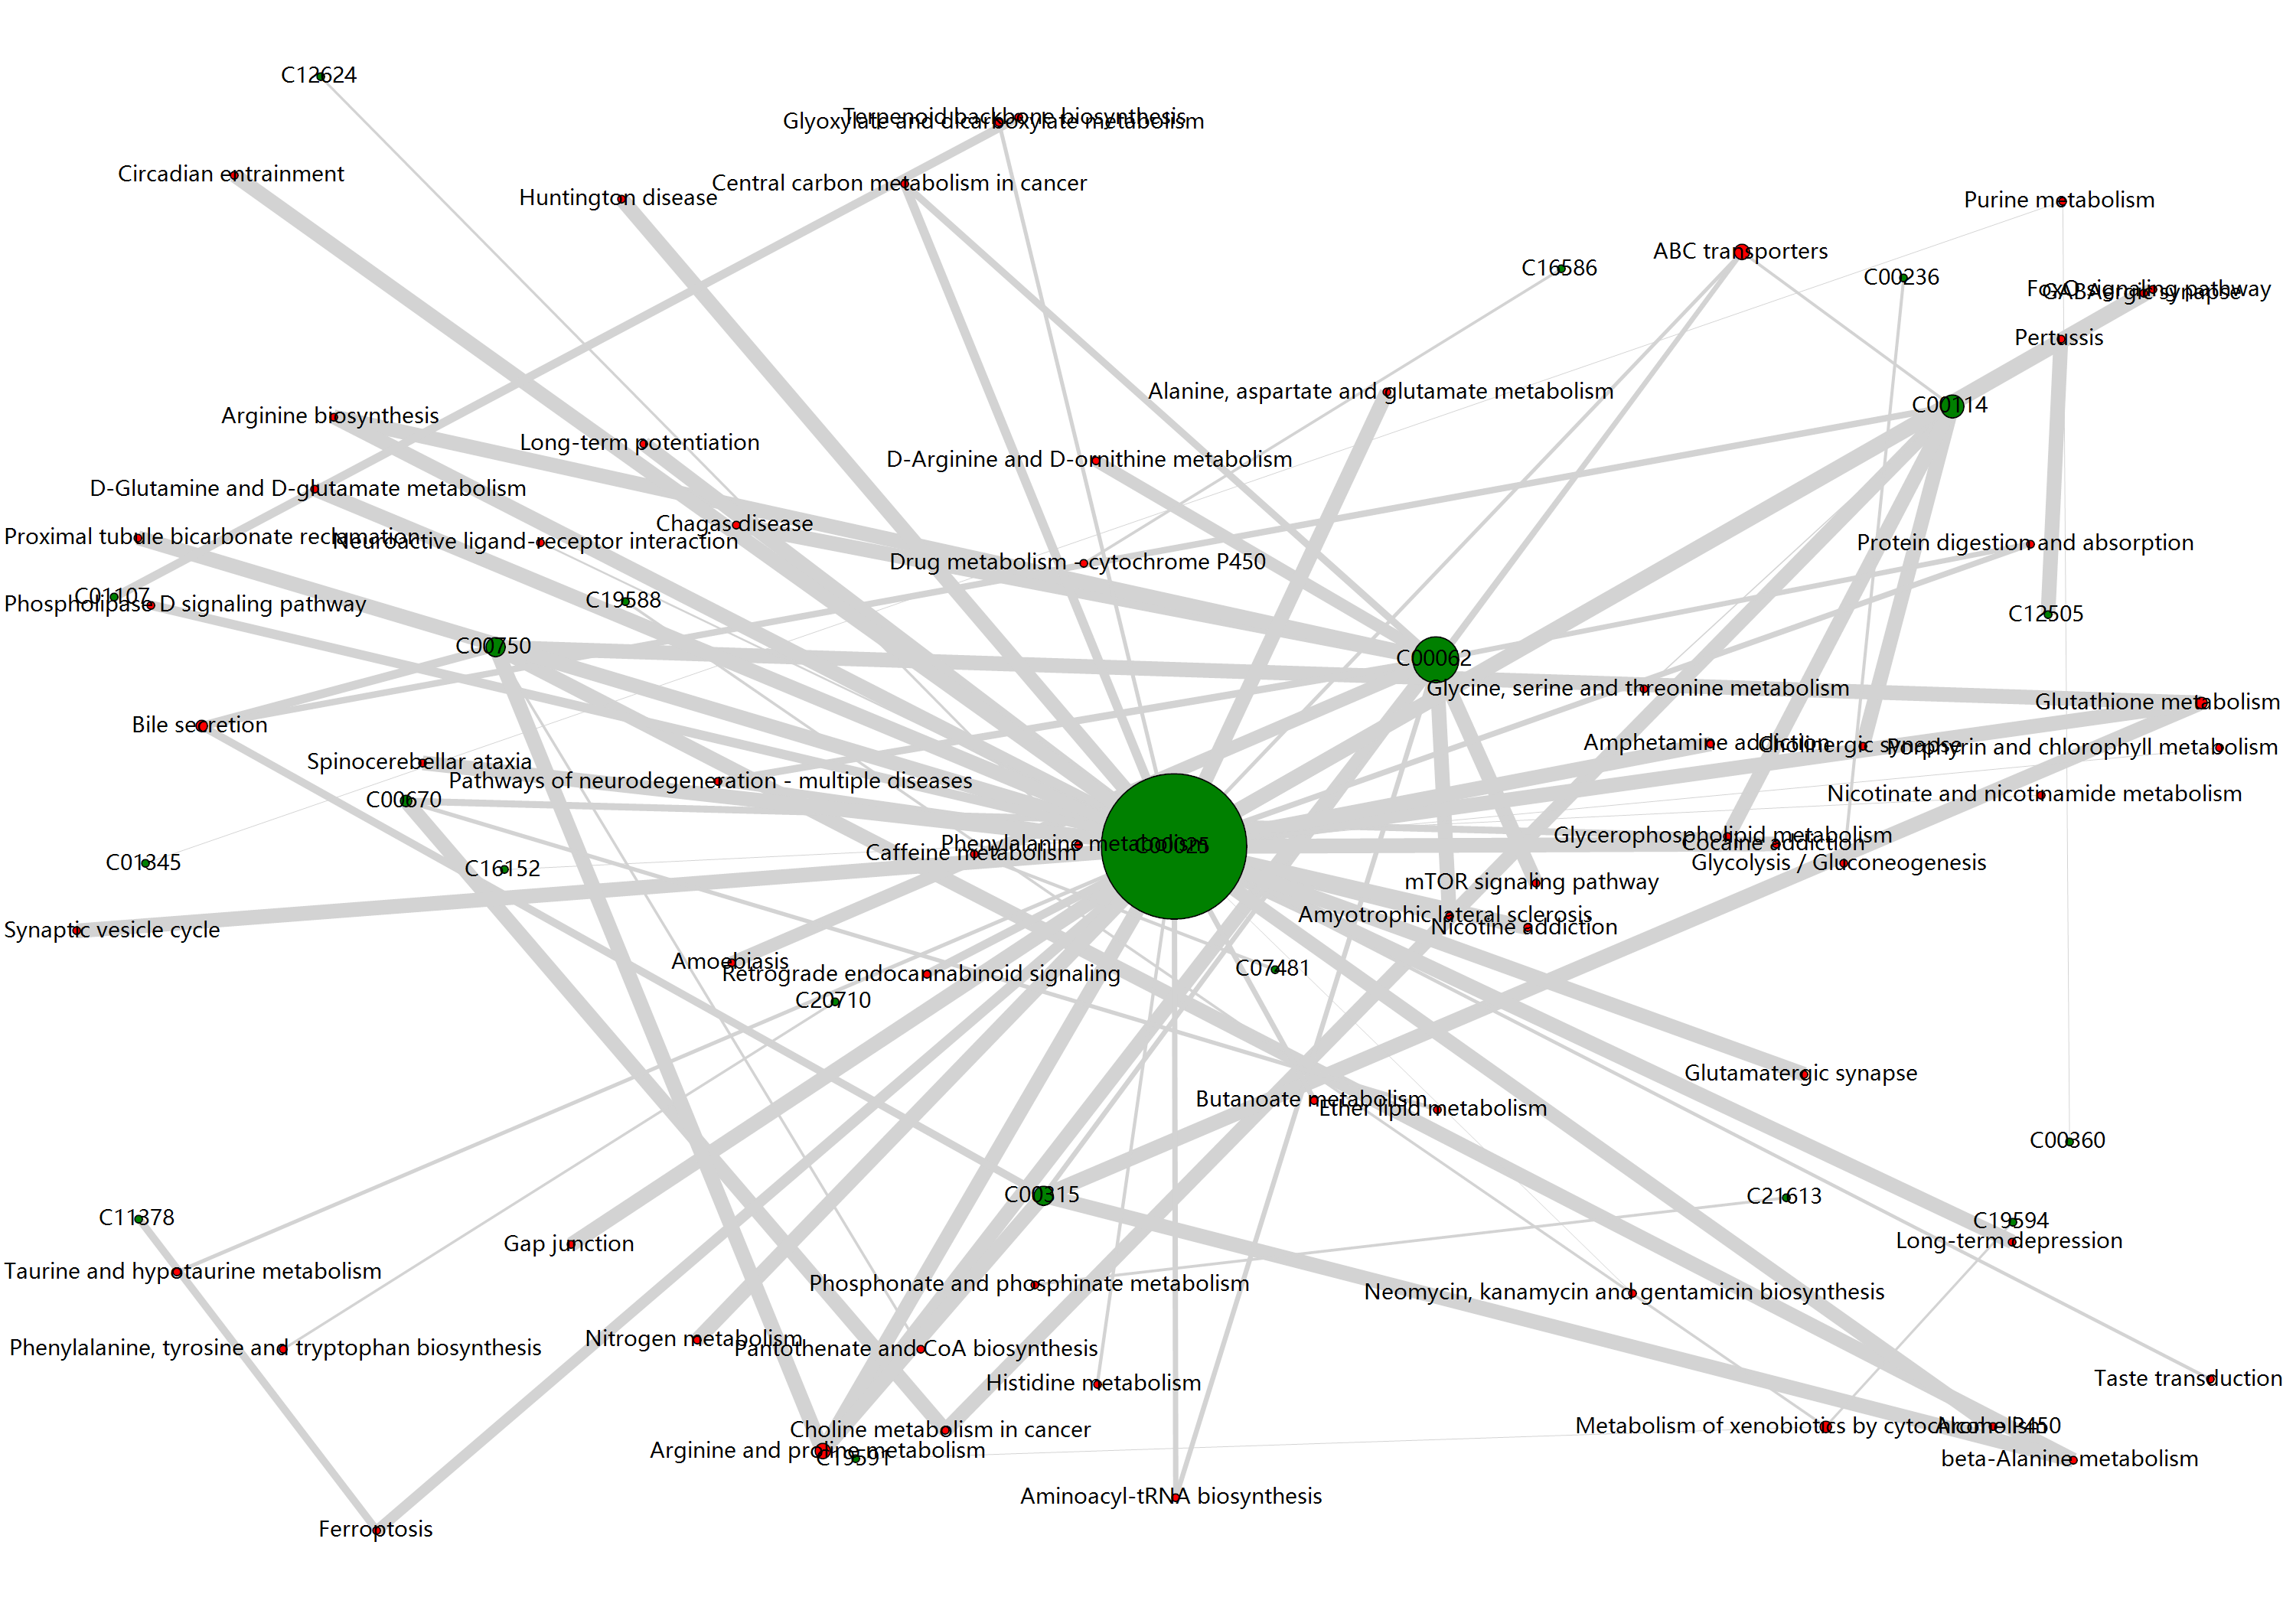 C12624
Terpenoid backbone biosynthesis
Glyoxylate and dicarboxylate metabolism
Circadian entrainment
Central carbon metabolism in cancer
Huntington disease
Purine metabolism
ABC transporters
C16586
C00236
FoxO signaling pathway
GABAergic synapse
Pertussis
Alanine, aspartate and glutamate metabolism
C00114
Arginine biosynthesis
Long-term potentiation
D-Arginine and D-ornithine metabolism
D-Glutamine and D-glutamate metabolism
Chagas disease
Proximal tubule bicarbonate reclamation
Neuroactive ligand-receptor interaction
Protein digestion and absorption
Drug metabolism - cytochrome P450
C01107
Phospholipase D signaling pathway
C19588
C12505
C00750
C00062
Glycine, serine and threonine metabolism
Glutathione metabolism
Bile secretion
Amphetamine addiction
Cholinergic synapse
Porphyrin and chlorophyll metabolism
Spinocerebellar ataxia
Pathways of neurodegeneration - multiple diseases
Nicotinate and nicotinamide metabolism
C00670
Glycerophospholipid metabolism
Cocaine addiction
Phenylalanine metabolism
C00025
Caffeine metabolism
C01345
C16152
Glycolysis / Gluconeogenesis
mTOR signaling pathway
Amyotrophic lateral sclerosis
Nicotine addiction
Synaptic vesicle cycle
Amoebiasis
Retrograde endocannabinoid signaling
C07481
C20710
Glutamatergic synapse
Butanoate metabolism
Ether lipid metabolism
C00360
C00315
C21613
C11378
C19594
Long-term depression
Gap junction
Taurine and hypotaurine metabolism
Phosphonate and phosphinate metabolism
Neomycin, kanamycin and gentamicin biosynthesis
Nitrogen metabolism
Phenylalanine, tyrosine and tryptophan biosynthesis
Pantothenate and CoA biosynthesis
Histidine metabolism
Taste transduction
Choline metabolism in cancer
Metabolism of xenobiotics by cytochrome P450
Alcoholism
Arginine and proline metabolism
C19591
beta-Alanine metabolism
Aminoacyl-tRNA biosynthesis
Ferroptosis